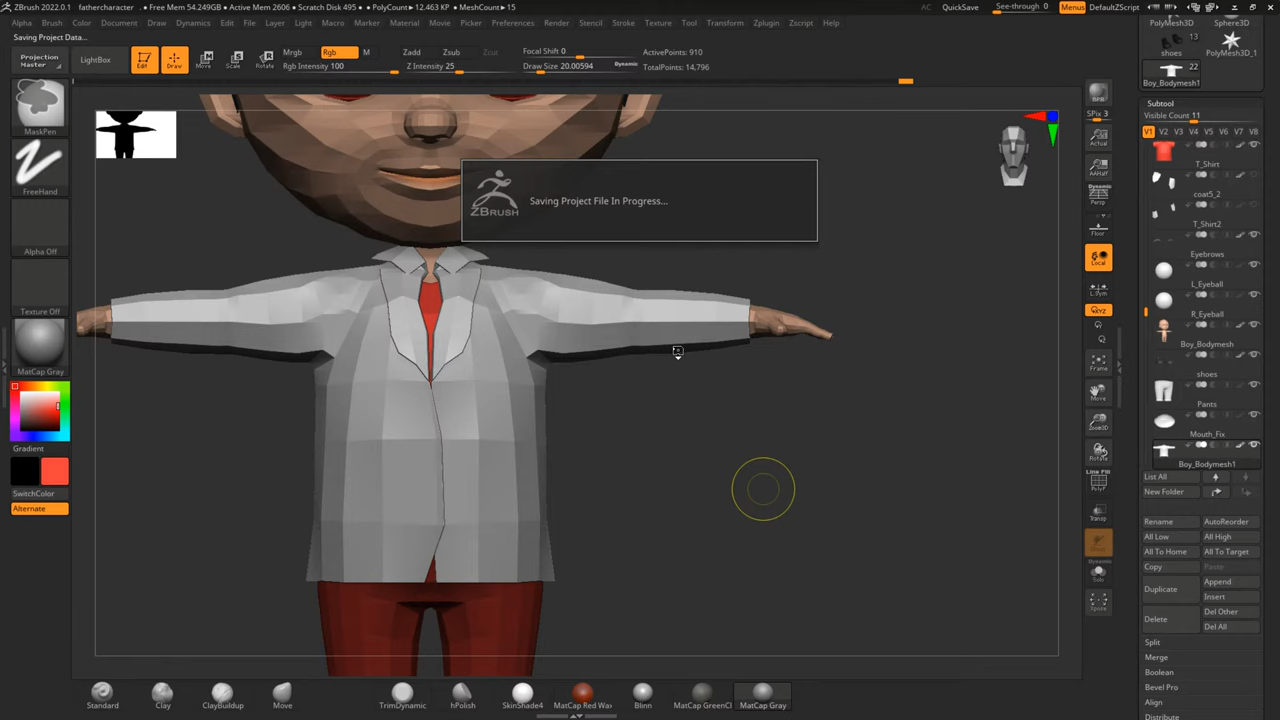 ZBrush 2022.0.1 fathercharacter • Free Mem 54.249GB • Active Mem 2606 • Scratch Disk 495 • PolyCount▸12.463 KP • MeshCount▸15
AC QuickSave See-through 0 Menus DefaultZScript
Alpha Brush Color Document Draw Dynamics Edit File Layer Light Macro Marker Material Movie Picker Preferences Render Stencil Stroke Texture Tool Transform Zplugin Zscript Help
Saving Project Data...
Projection Master
LightBox
Edit
Draw
Move
Scale
Rotate
Mrgb Rgb M
Rgb Intensity 100
Zadd Zsub Zcut
Z Intensity 25
Focal Shift 0
Draw Size 20.00594 Dynamic
ActivePoints: 910
TotalPoints: 14,796
MaskPen
FreeHand
Alpha Off
Texture Off
MatCap Gray
Gradient
SwitchColor
Alternate
ZBRUSH
Saving Project File In Progress...
BPR
SPix 3
Actual
AAHalf
Dynamic
Persp
Floor
Local
L.Sym
XYZ
Frame
Move
Zoom3D
Rotate
Line Fill
PolyF
Transp
Dynamic
Solo
Xpose
PolyMesh3D Sphere3D
13
shoes PolyMesh3D_1
22
Boy_Bodymesh1
Subtool
Visible Count 11
V1 V2 V3 V4 V5 V6 V7 V8
T_Shirt
coat5_2
T_Shirt2
Eyebrows
L_Eyeball
R_Eyeball
Boy_Bodymesh
shoes
Pants
Mouth_Fix
Boy_Bodymesh1
List All
New Folder
Rename AutoReorder
All Low All High
All To Home All To Target
Copy Paste
Duplicate Append
Insert
Delete Del Other
Del All
Split
Merge
Boolean
Bevel Pro
Align
Distribute
Standard Clay ClayBuildup Move TrimDynamic hPolish SkinShade4 MatCap Red Wax Blinn MatCap GreenCl MatCap Gray